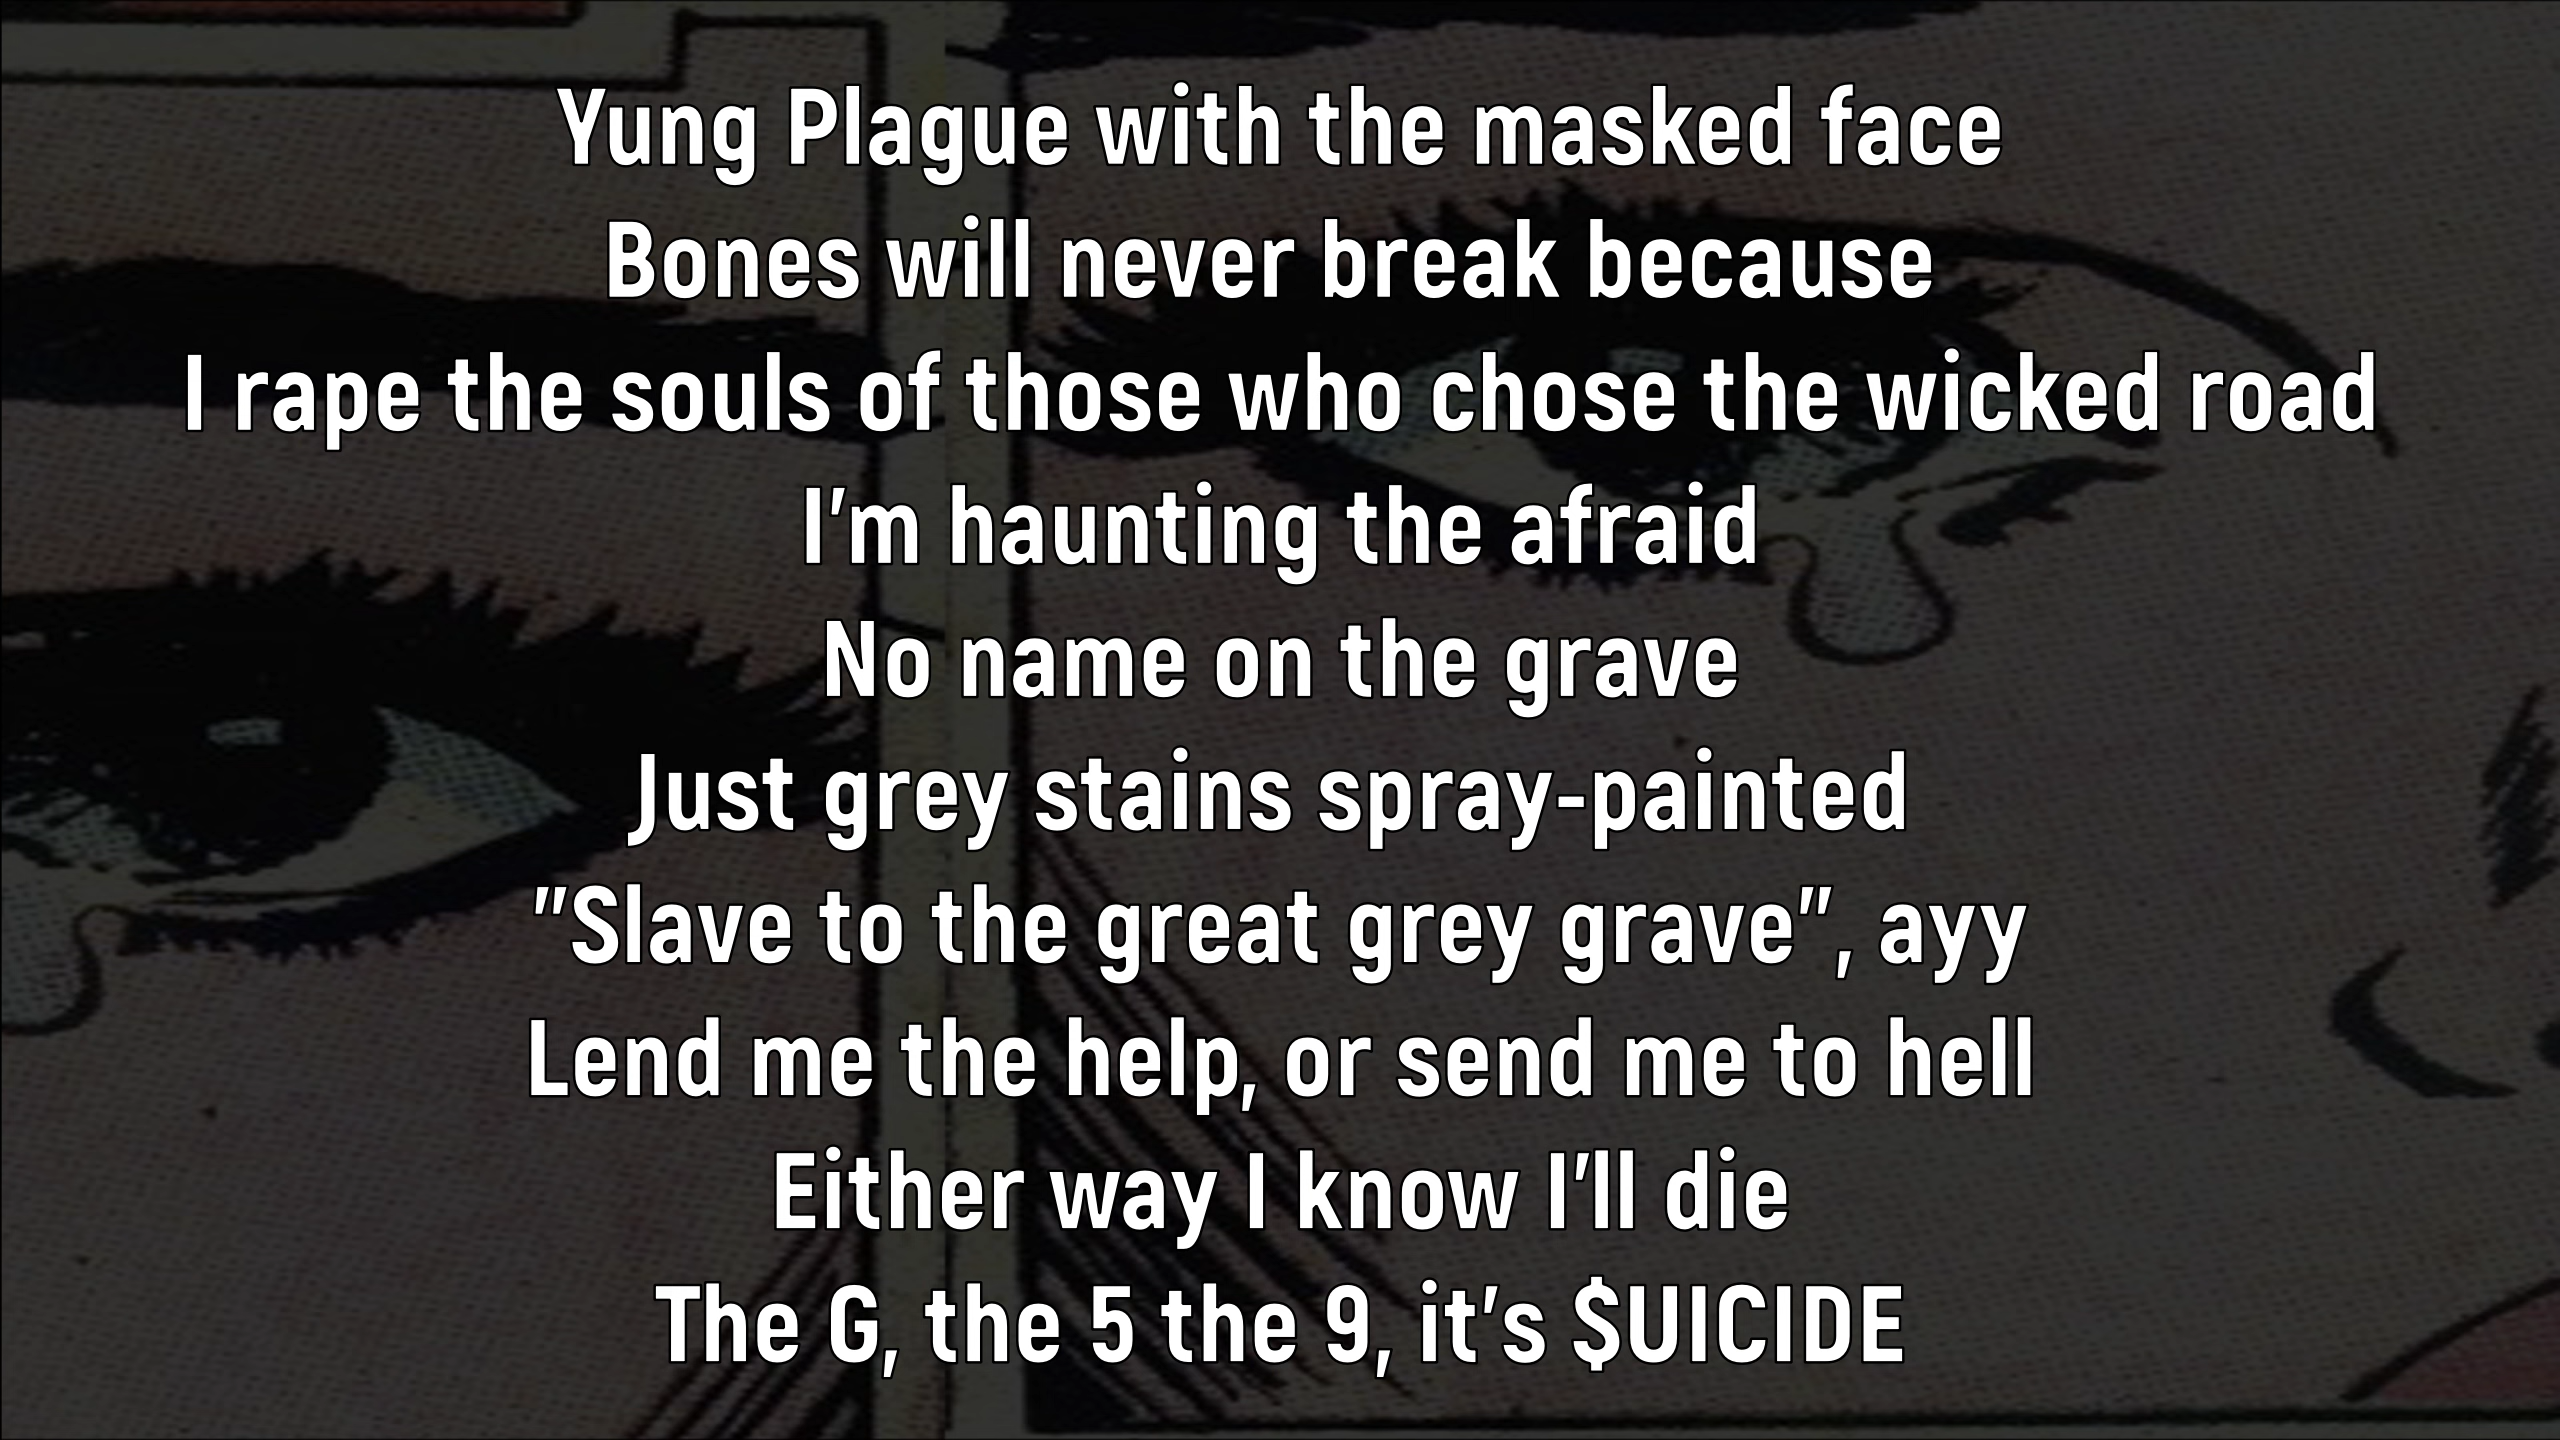 Yung Plague with the masked face
Bones will never break because
I rape the souls of those who chose the wicked road
I'm haunting the afraid
No name on the grave
Just grey stains spray-painted
"Slave to the great grey grave", ayy
Lend me the help, or send me to hell
Either way I know I'll die
The G, the 5 the 9, it's $UICIDE